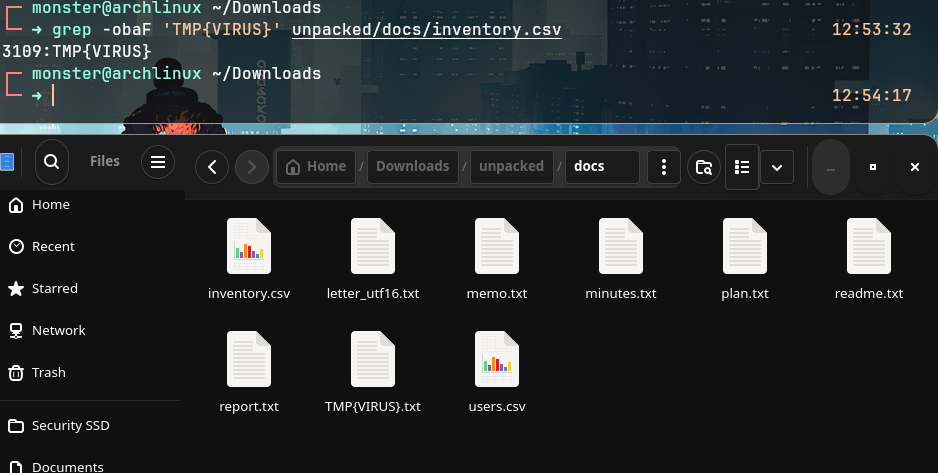 monster@archlinux ~/Downloads
➜ grep -obaF 'TMP{VIRUS}' unpacked/docs/inventory.csv 12:53:32
3109:TMP{VIRUS}
monster@archlinux ~/Downloads
➜ 12:54:17
Files
Home / Downloads / unpacked / docs
Home
Recent
Starred
Network
Trash
Security SSD
Documents
inventory.csv letter_utf16.txt memo.txt minutes.txt plan.txt readme.txt
report.txt TMP{VIRUS}.txt users.csv